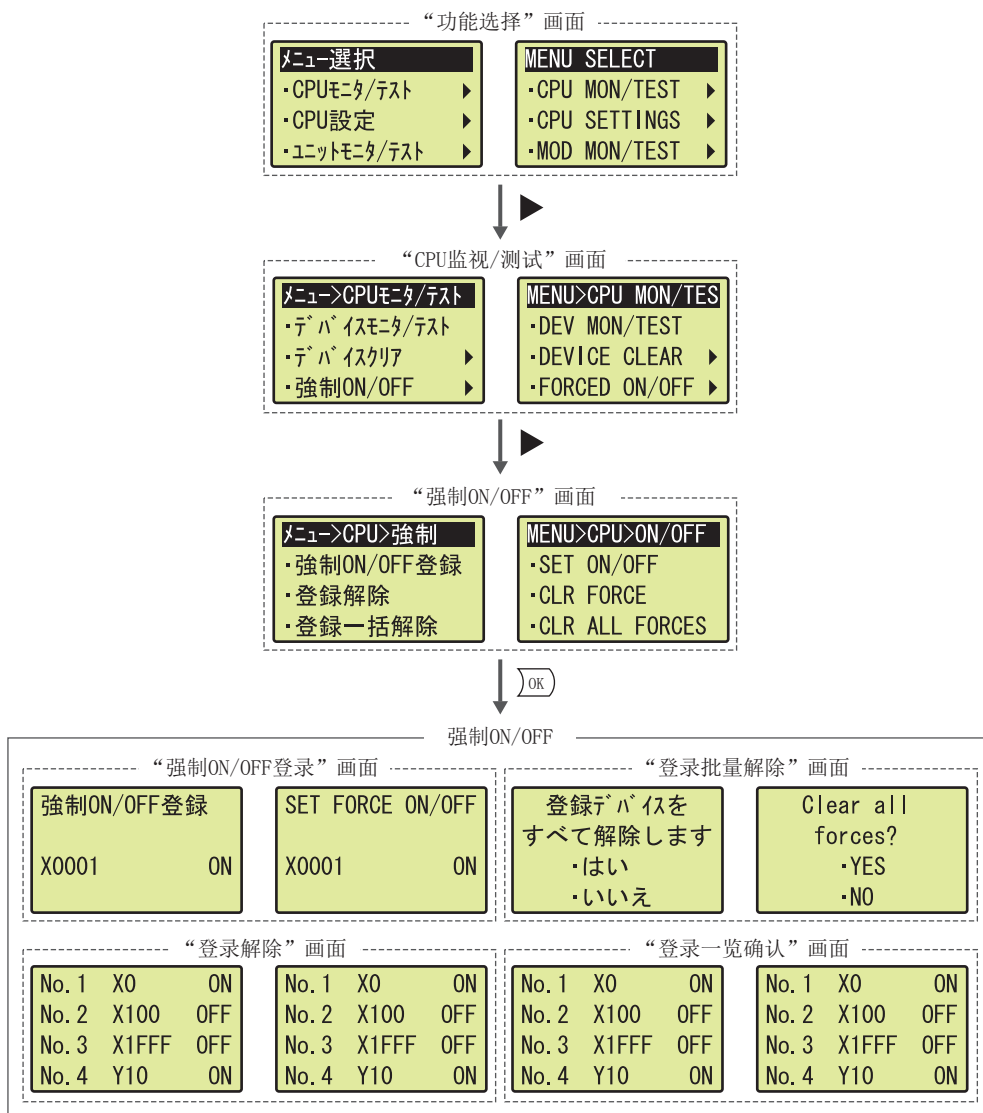 “功能选择”画面
ﾒﾆｭｰ選択
･CPUﾓﾆﾀ/ﾃｽﾄ ▶
･CPU設定 ▶
･ﾕﾆｯﾄﾓﾆﾀ/ﾃｽﾄ ▶
MENU SELECT
･CPU MON/TEST ▶
･CPU SETTINGS ▶
･MOD MON/TEST ▶
▶
“CPU监视/测试”画面
ﾒﾆｭｰ>CPUﾓﾆﾀ/ﾃｽﾄ
･ﾃﾞﾊﾞｲｽﾓﾆﾀ/ﾃｽﾄ
･ﾃﾞﾊﾞｲｽｸﾘｱ ▶
･強制ON/OFF ▶
MENU>CPU MON/TES
･DEV MON/TEST
･DEVICE CLEAR ▶
･FORCED ON/OFF ▶
▶
“强制ON/OFF”画面
ﾒﾆｭｰ>CPU>強制
･強制ON/OFF登録
･登録解除
･登録一括解除
MENU>CPU>ON/OFF
･SET ON/OFF
･CLR FORCE
･CLR ALL FORCES
OK
强制ON/OFF
“强制ON/OFF登录”画面
強制ON/OFF登録
X0001 ON
SET FORCE ON/OFF
X0001 ON
“登录批量解除”画面
登録ﾃﾞﾊﾞｲｽを
すべて解除します
･はい
･いいえ
Clear all
forces?
･YES
･NO
“登录解除”画面
No.1 X0 ON
No.2 X100 OFF
No.3 X1FFF OFF
No.4 Y10 ON
No.1 X0 ON
No.2 X100 OFF
No.3 X1FFF OFF
No.4 Y10 ON
“登录一览确认”画面
No.1 X0 ON
No.2 X100 OFF
No.3 X1FFF OFF
No.4 Y10 ON
No.1 X0 ON
No.2 X100 OFF
No.3 X1FFF OFF
No.4 Y10 ON